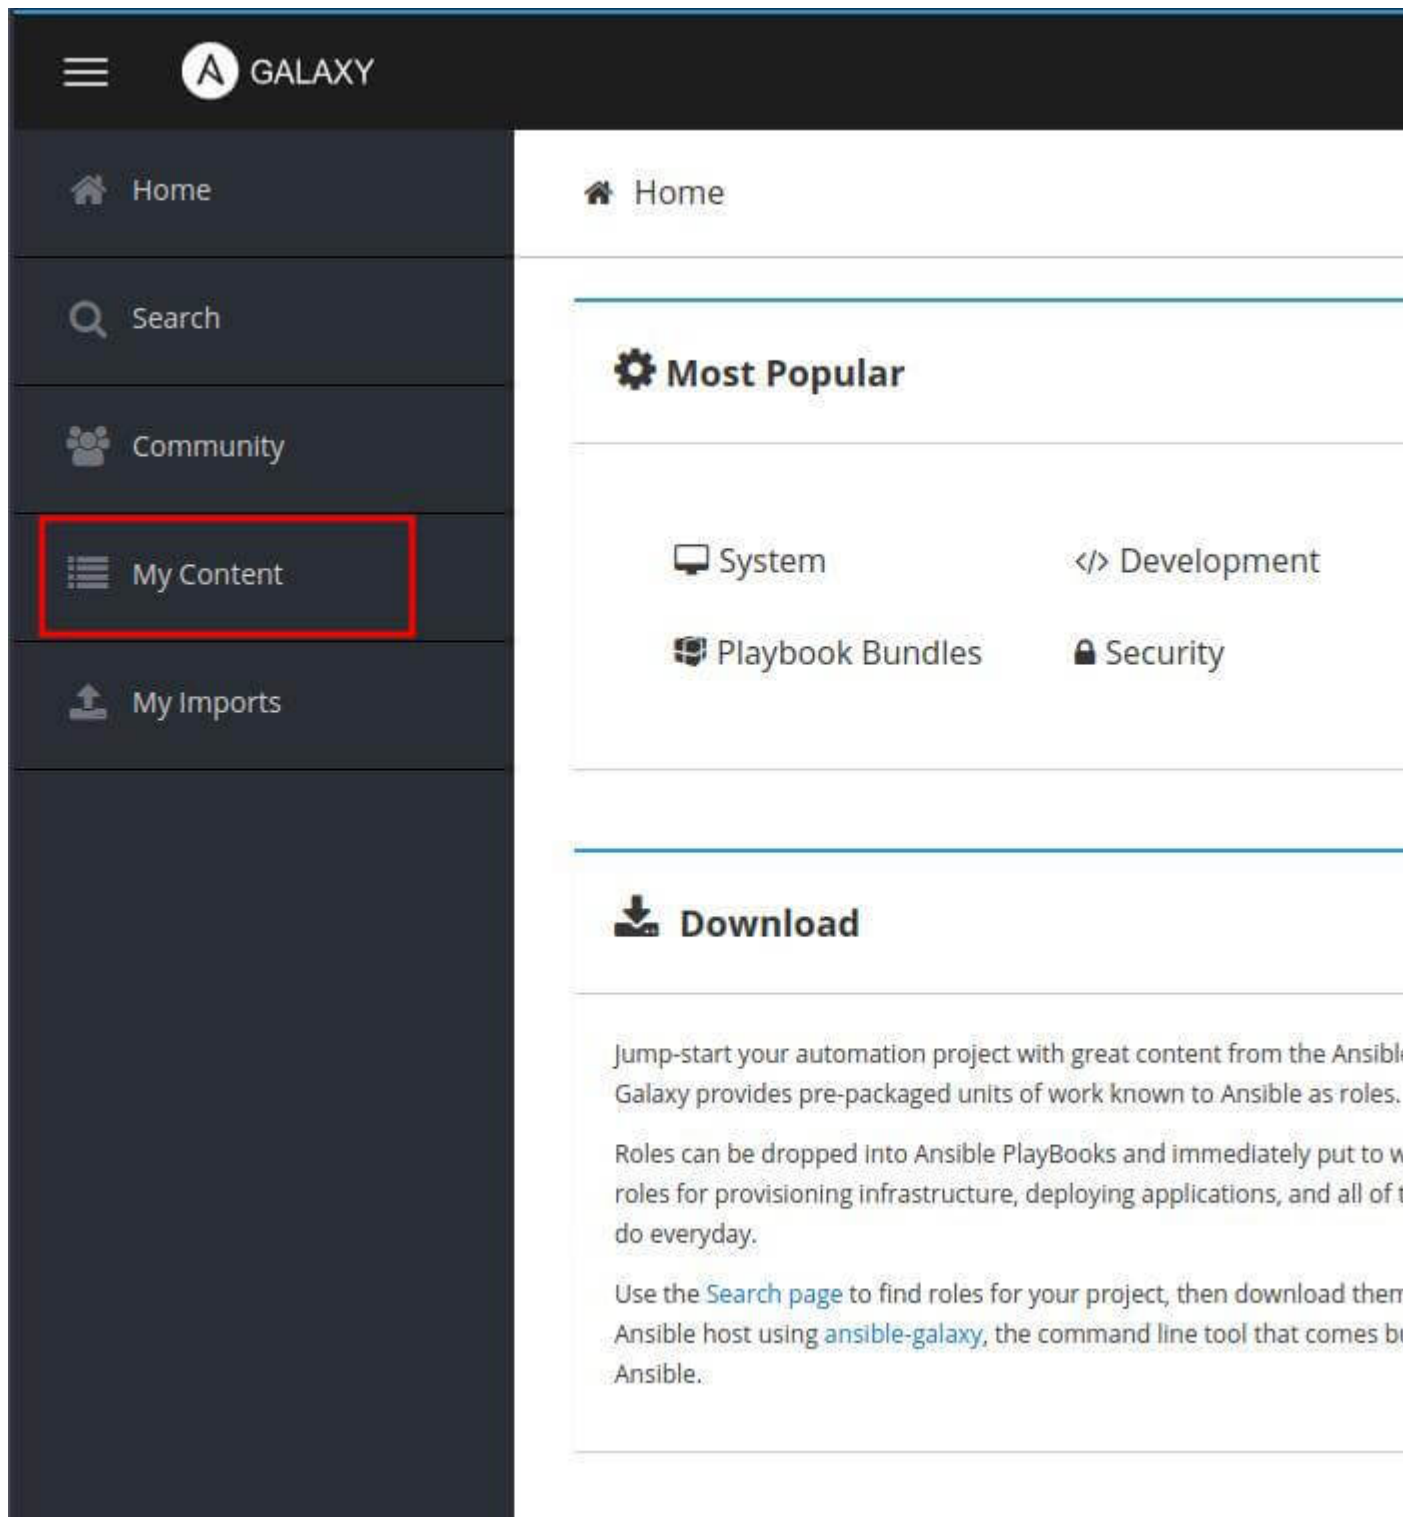 GALAXY
Home
Search
Community
My Content
My Imports
Home
Most Popular
System
</> Development
Playbook Bundles
Security
Download
Jump-start your automation project with great content from the
Galaxy provides pre-packaged units of work known to Ansible as roles.
Roles can be dropped into Ansible PlayBooks and immediately put to
roles for provisioning infrastructure, deploying applications, and all of
do everyday.
Use the Search page to find roles for your project, then download
Ansible host using ansible-galaxy, the command line tool that comes
Ansible.